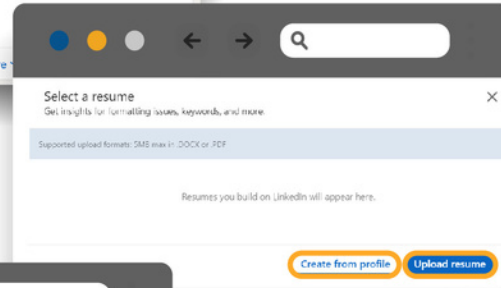 Select a resume
Get insights for formatting issues, keywords, and more.
Supported upload formats: 5MB max in .DOCX or .PDF
Resumes you build on LinkedIn will appear here.
Create from profile
Upload resume